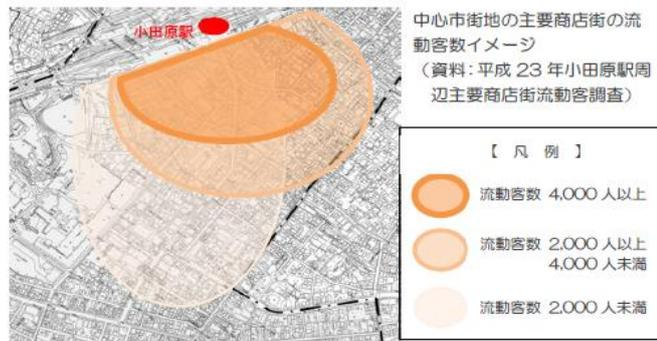 小田原駅
中心市街地の主要商店街の流
動客数イメージ
（資料：平成 23 年小田原駅周
辺主要商店街流動客調査）
【 凡 例 】
流動客数 4,000 人以上
流動客数 2,000 人以上
4,000 人未満
流動客数 2,000 人未満